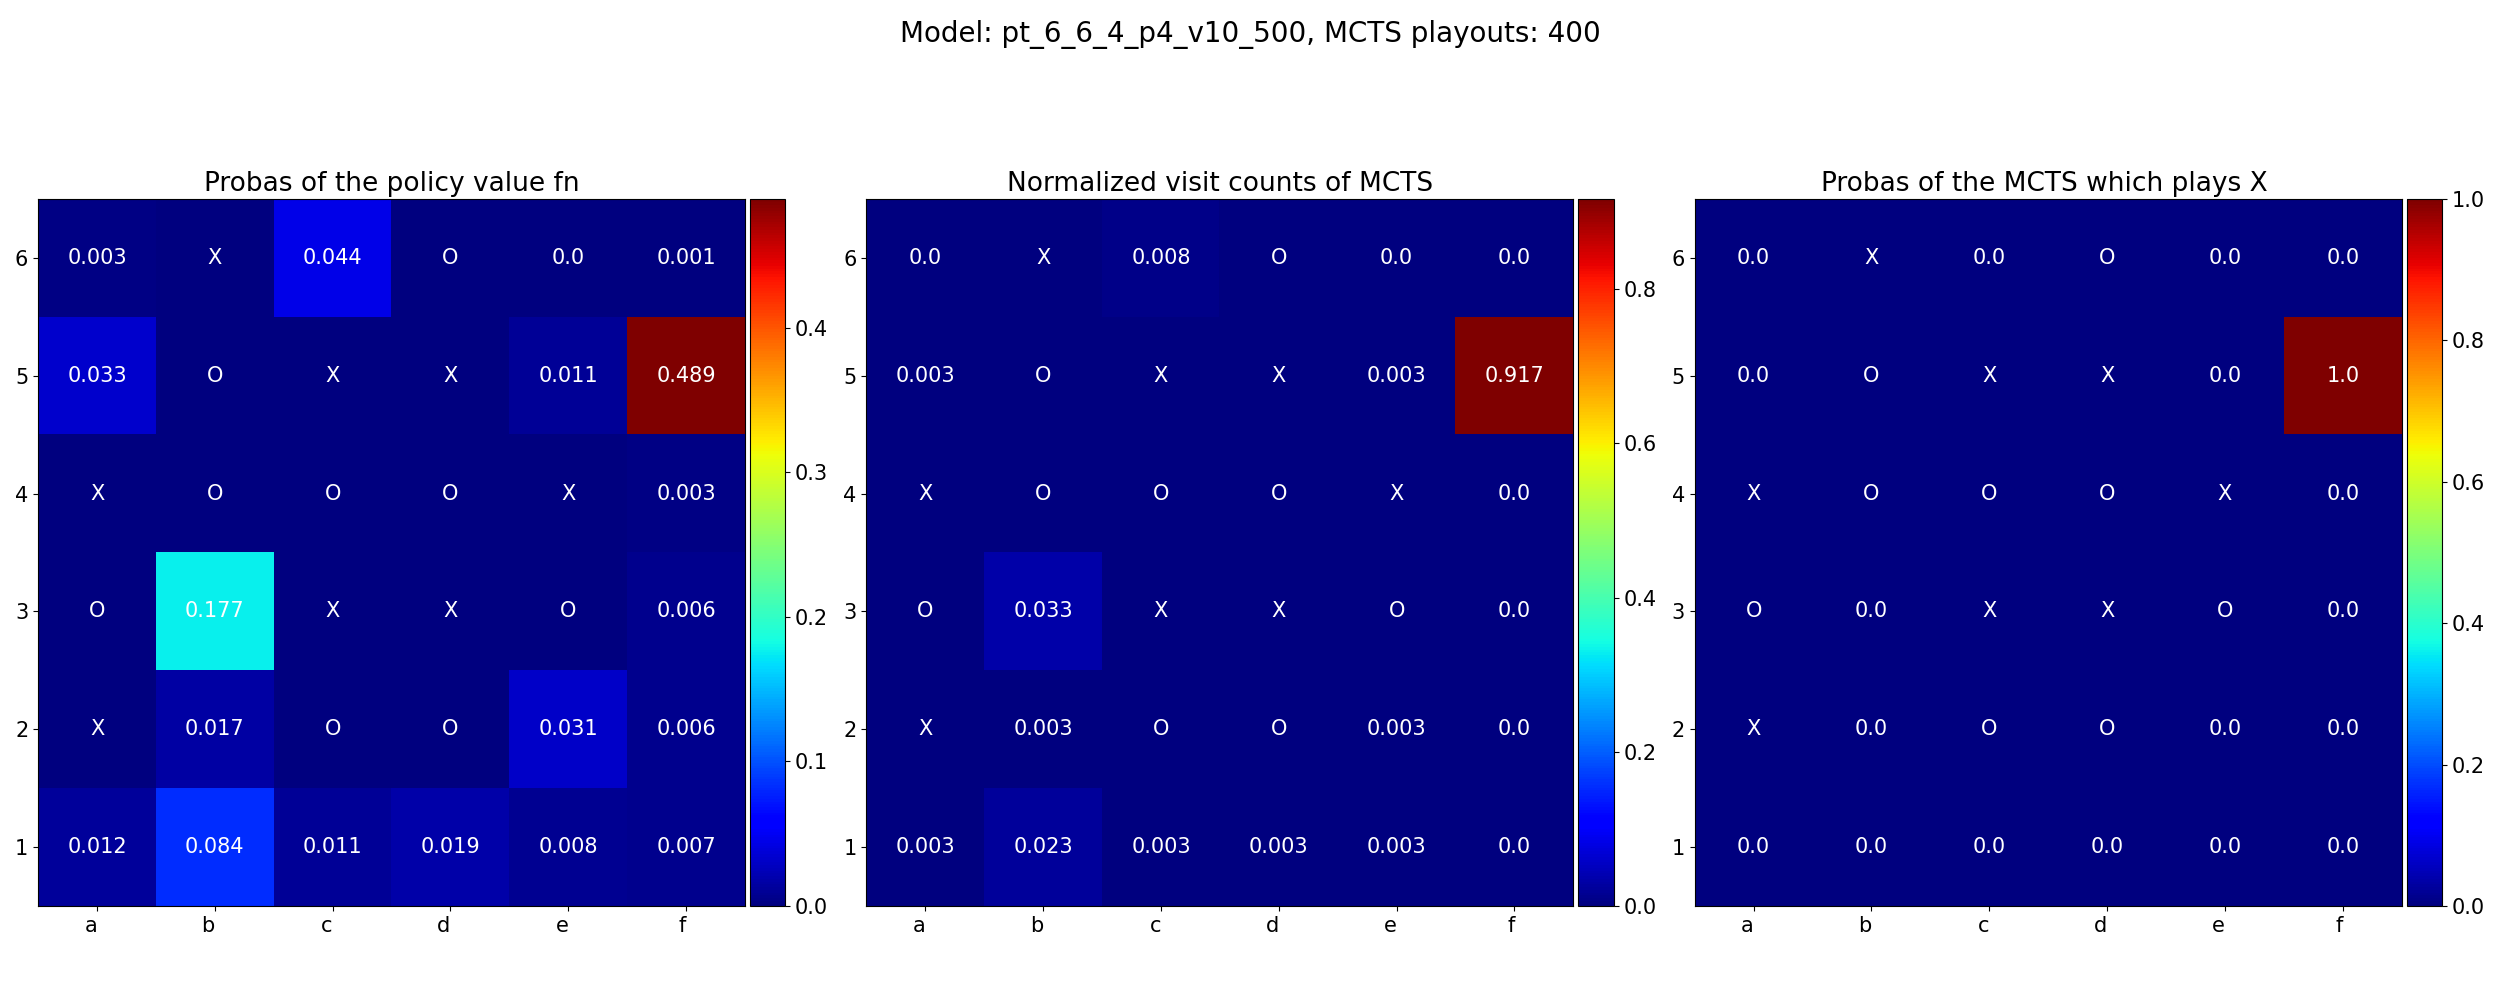 Model: pt_6_6_4_p4_v10_500, MCTS playouts: 400
Probas of the policy value fn
6 0.003 X 0.044 O 0.0 0.001
5 0.033 O X X 0.011 0.489
0.4
4 X O O O X 0.003
0.3
3 O 0.177 X X O 0.006
0.2
2 X 0.017 O O 0.031 0.006
0.1
1 0.012 0.084 0.011 0.019 0.008 0.007
0.0
a b c d e f
Normalized visit counts of MCTS
6 0.0 X 0.008 O 0.0 0.0
0.8
5 0.003 O X X 0.003 0.917
0.6
4 X O O O X 0.0
0.4
3 O 0.033 X X O 0.0
2 X 0.003 O O 0.003 0.0
0.2
1 0.003 0.023 0.003 0.003 0.003 0.0
0.0
a b c d e f
Probas of the MCTS which plays X
1.0
6 0.0 X 0.0 O 0.0 0.0
0.8
5 0.0 O X X 0.0 1.0
0.6
4 X O O O X 0.0
0.4
3 O 0.0 X X O 0.0
2 X 0.0 O O 0.0 0.0
0.2
1 0.0 0.0 0.0 0.0 0.0 0.0
0.0
a b c d e f